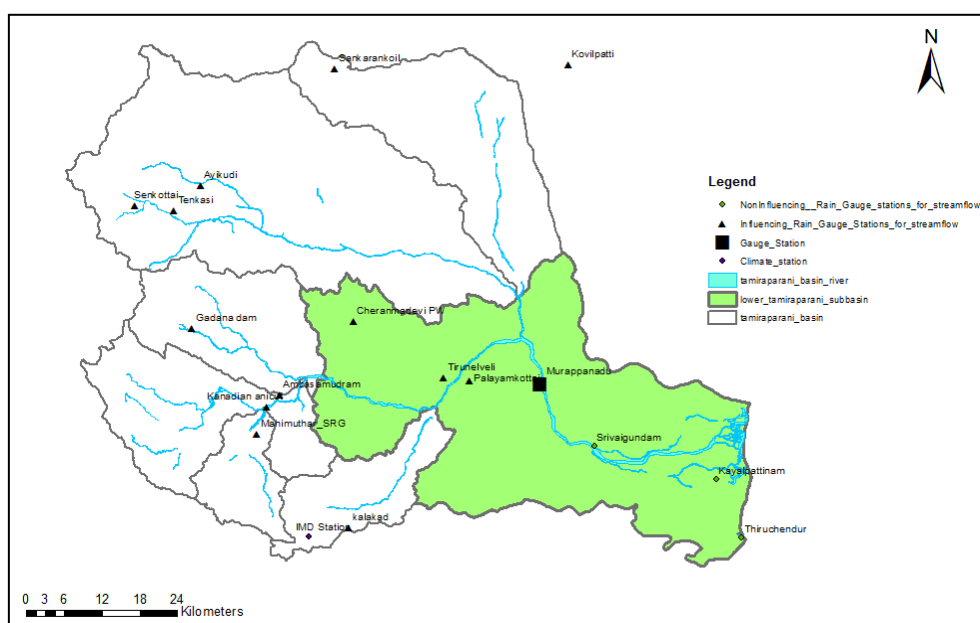 N
Sankarankoil
Kovilpatti
Ayikudi
Senkottai
Tenkasi
Legend
NonInfluencing__Rain_Gauge_stations_for_streamflow
Influencing_Rain_Gauge_Stations_for_streamflow
Gauge_Station
Climate_station
tamiraparani_basin_river
lower_tamiraparani_subbasin
tamiraparani_basin
Gadana dam
Cheranmadevi PW
Tirunelveli
Palayamkottai
Murappanadu
Ambasamudram
Kanadian anicut
Manimuthar_SRG
Srivaigundam
Kayalpattinam
IMD Station
kalakad
Thiruchendur
0 3 6 12 18 24
Kilometers